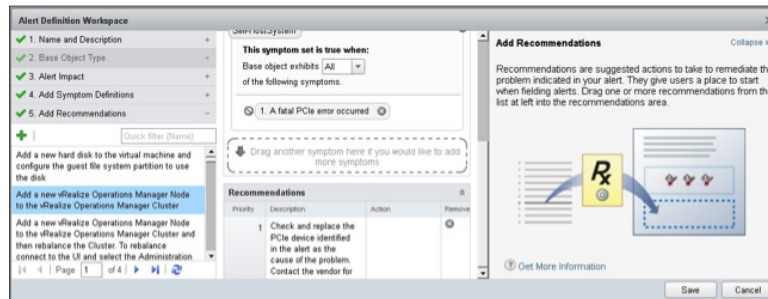 Alert Definition Workspace
1. Name and Description
2. Base Object Type
3. Alert Impact
4. Add Symptom Definitions
5. Add Recommendations
Quick filter (Name)
Add a new hard disk to the virtual machine and
configure the guest file system partition to use
the disk
Add a new vRealize Operations Manager Node
to the vRealize Operations Manager Cluster
Add a new vRealize Operations Manager Node
to the vRealize Operations Manager Cluster and
then rebalance the Cluster. To rebalance
connect to the UI and select the Administration
Page 1 of 4
Self-HostSystem
This symptom set is true when:
Base object exhibits All
of the following symptoms.
1. A fatal PCIe error occurred
Drag another symptom here if you would like to add
more symptoms
Recommendations
Priority Description Action Remove
1 Check and replace the
PCIe device identified
in the alert as the
cause of the problem.
Contact the vendor for
Add Recommendations
Collapse
Recommendations are suggested actions to take to remediate th
problem indicated in your alert. They give users a place to start
when fielding alerts. Drag one or more recommendations from th
list at left into the recommendations area.
Rx
Get More Information
Save
Cancel